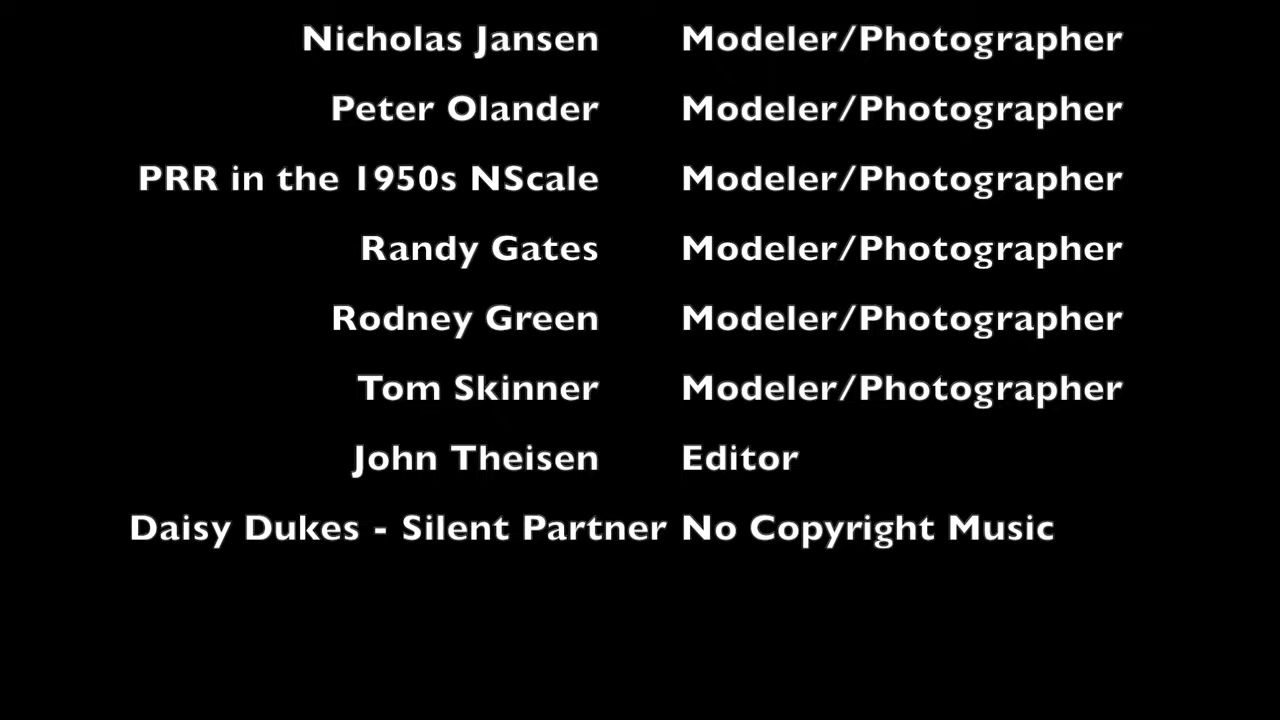 Nicholas Jansen Modeler/Photographer
Peter Olander Modeler/Photographer
PRR in the 1950s NScale Modeler/Photographer
Randy Gates Modeler/Photographer
Rodney Green Modeler/Photographer
Tom Skinner Modeler/Photographer
John Theisen Editor
Daisy Dukes - Silent Partner No Copyright Music